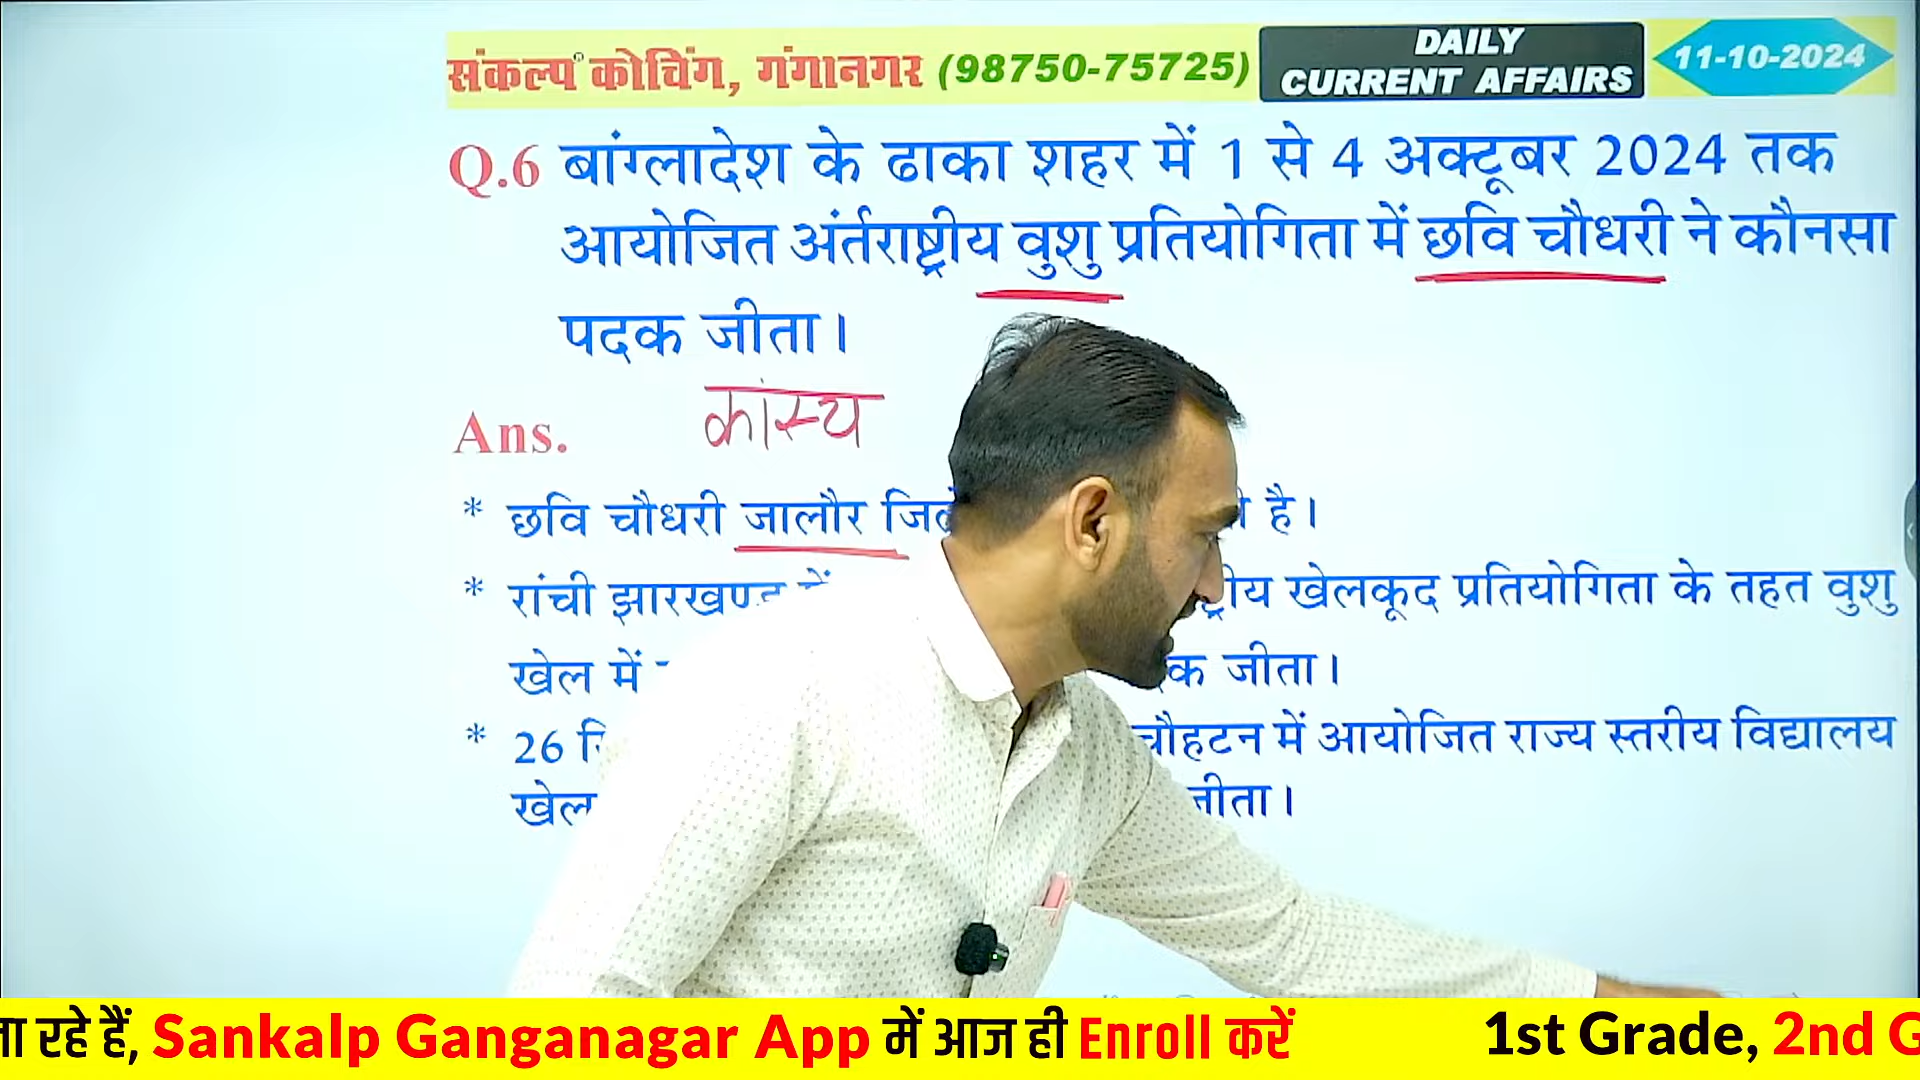 संकल्प® कोचिंग, गंगानगर (98750-75725) DAILY CURRENT AFFAIRS 11-10-2024
Q.6 बांग्लादेश के ढाका शहर में 1 से 4 अक्टूबर 2024 तक
आयोजित अंर्तराष्ट्रीय वुशु प्रतियोगिता में छवि चौधरी ने कौनसा
पदक जीता।
Ans. कांस्य
* छवि चौधरी जालौर है।
* रांची झारखण्ड में खेलकूद प्रतियोगिता के तहत वुशु
खेल में जीता।
* 26 चौहटन में आयोजित राज्य स्तरीय विद्यालय
खेल जीता।
रहे हैं, Sankalp Ganganagar App में आज ही Enroll करें 1st Grade, 2nd G